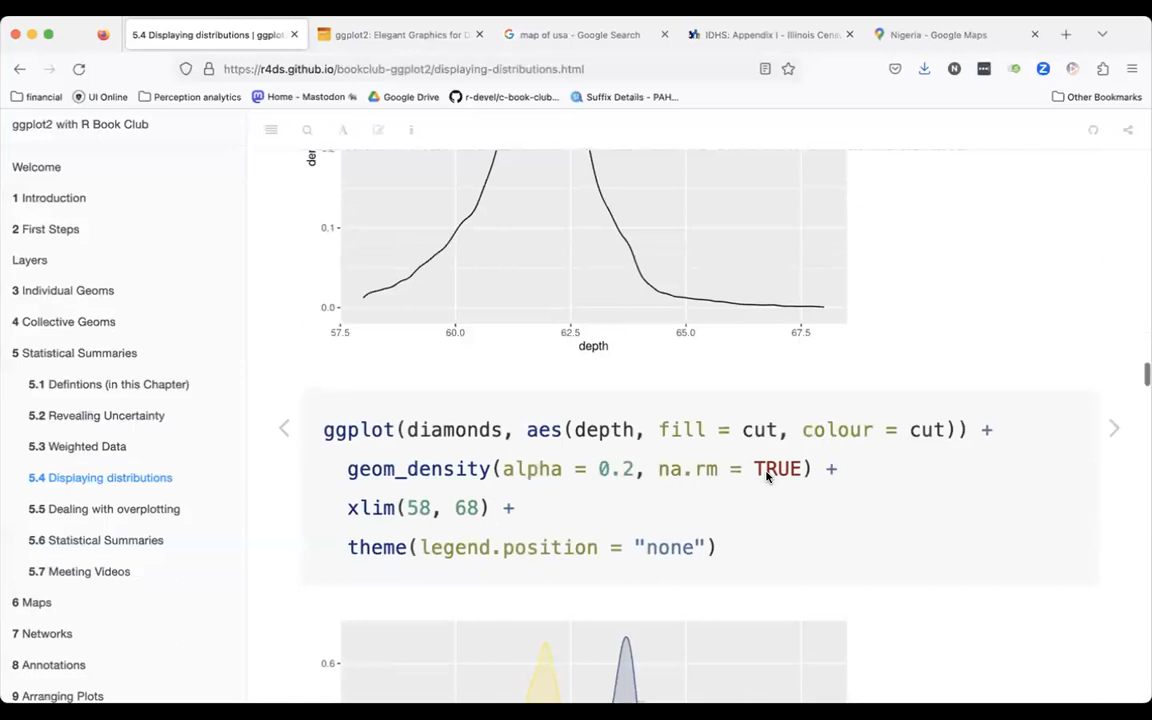 5.4 Displaying distributions | ggplot
ggplot2: Elegant Graphics for D
map of usa - Google Search
IDHS: Appendix I - Illinois Cens
Nigeria - Google Maps
https://r4ds.github.io/bookclub-ggplot2/displaying-distributions.html
financial
UI Online
Perception analytics
Home - Mastodon
Google Drive
r-devel/c-book-club...
Suffix Details - PAH...
Other Bookmarks
ggplot2 with R Book Club
Welcome
1 Introduction
2 First Steps
Layers
3 Individual Geoms
4 Collective Geoms
5 Statistical Summaries
5.1 Defintions (in this Chapter)
5.2 Revealing Uncertainty
5.3 Weighted Data
5.4 Displaying distributions
5.5 Dealing with overplotting
5.6 Statistical Summaries
5.7 Meeting Videos
6 Maps
7 Networks
8 Annotations
9 Arranging Plots
0.1
0.0
57.5 60.0 62.5 65.0 67.5
depth
ggplot(diamonds, aes(depth, fill = cut, colour = cut)) +
geom_density(alpha = 0.2, na.rm = TRUE) +
xlim(58, 68) +
theme(legend.position = "none")
0.6